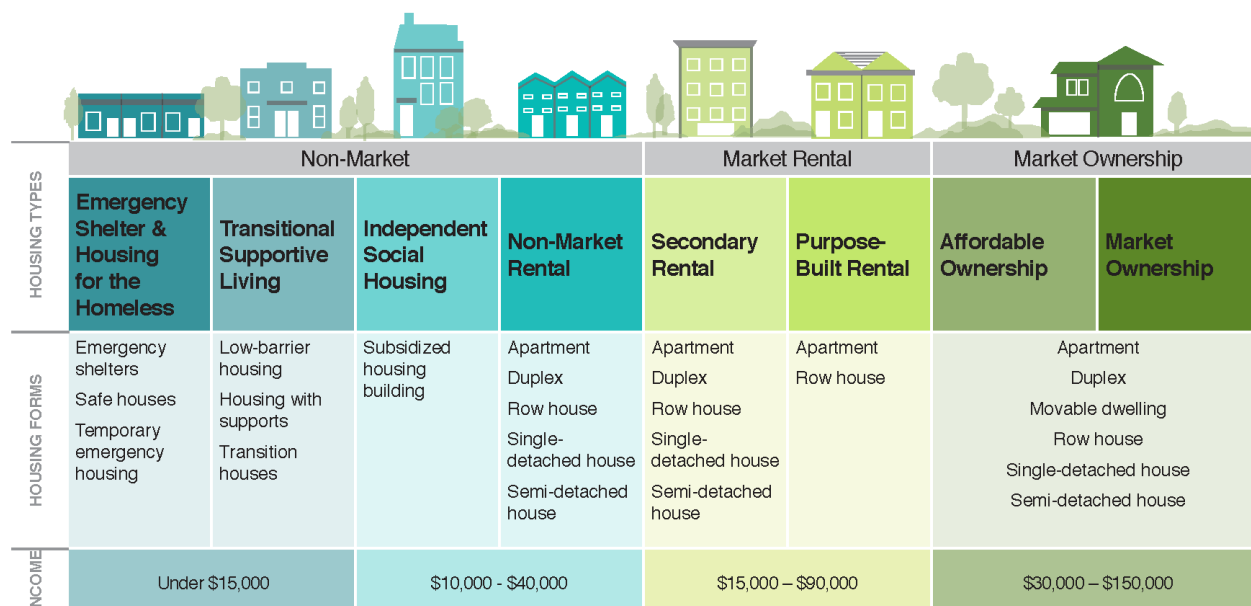 HOUSING TYPES
Non-Market
Market Rental
Market Ownership
Emergency
Shelter &
Housing
for the
Homeless
Transitional
Supportive
Living
Independent
Social
Housing
Non-Market
Rental
Secondary
Rental
Purpose-
Built Rental
Affordable
Ownership
Market
Ownership
HOUSING FORMS
Emergency
shelters
Safe houses
Temporary
emergency
housing
Low-barrier
housing
Housing with
supports
Transition
houses
Subsidized
housing
building
Apartment
Duplex
Row house
Single-
detached house
Semi-detached
house
Apartment
Duplex
Row house
Single-
detached house
Semi-detached
house
Apartment
Row house
Apartment
Duplex
Movable dwelling
Row house
Single-detached house
Semi-detached house
INCOME
Under $15,000
$10,000 - $40,000
$15,000 – $90,000
$30,000 – $150,000